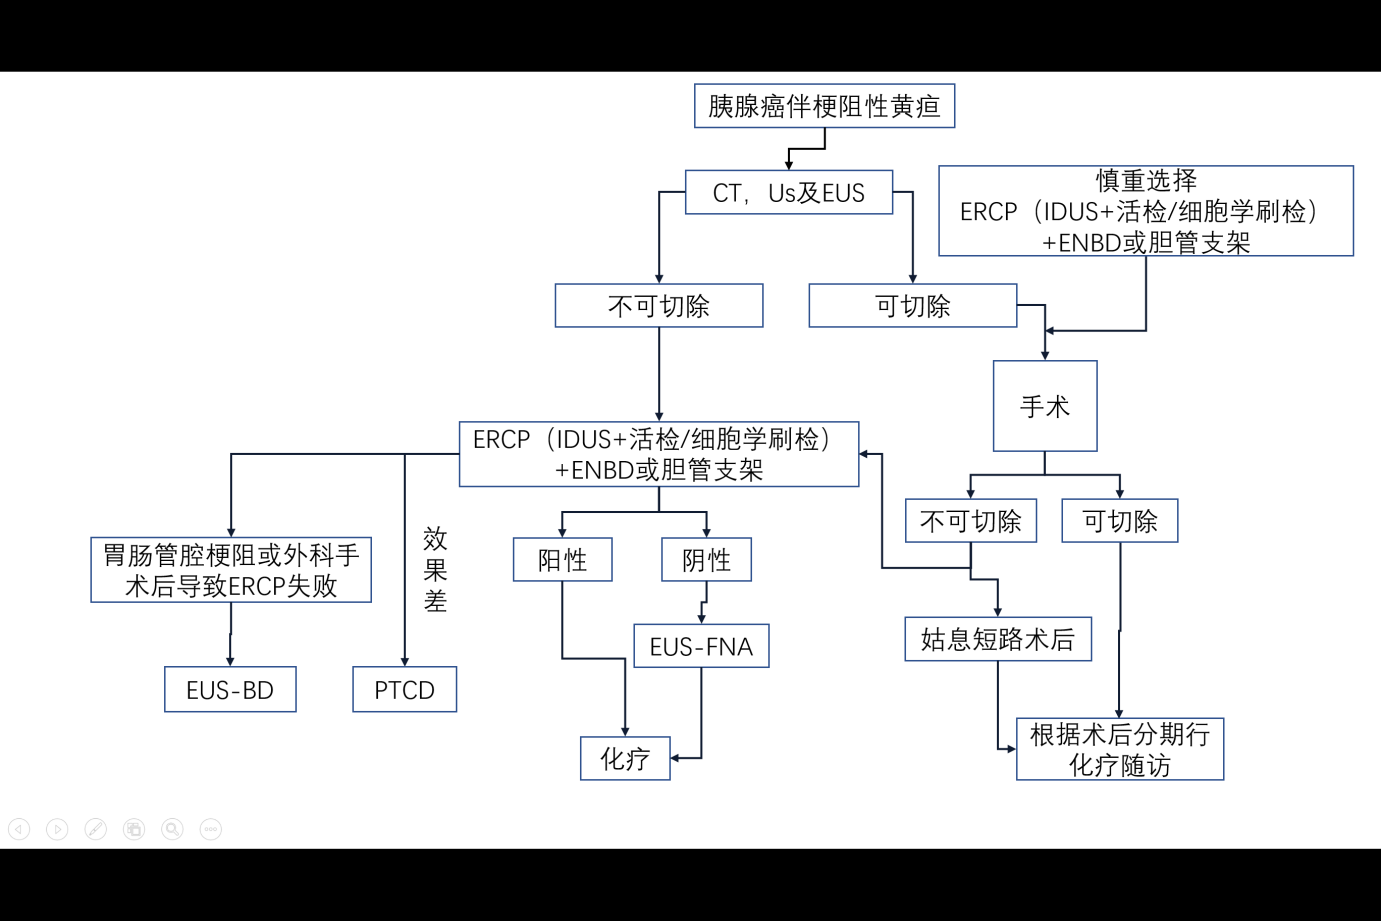 胰腺癌伴梗阻性黄疸
CT，Us及EUS
慎重选择
ERCP（IDUS+活检/细胞学刷检）
+ENBD或胆管支架
不可切除
可切除
手术
ERCP（IDUS+活检/细胞学刷检）
+ENBD或胆管支架
不可切除
可切除
胃肠管腔梗阻或外科手
术后导致ERCP失败
效
果
差
阳性
阴性
姑息短路术后
EUS-FNA
EUS-BD
PTCD
化疗
根据术后分期行
化疗随访